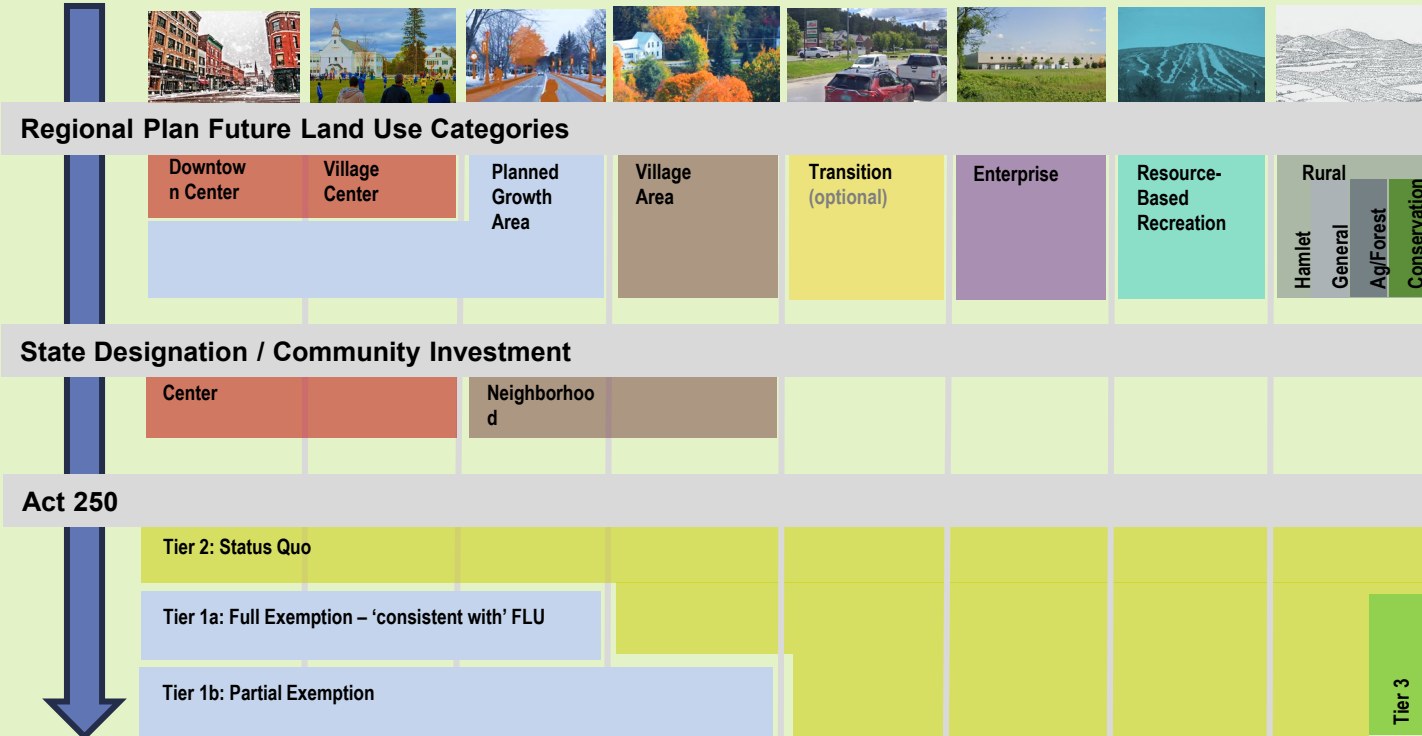 Regional Plan Future Land Use Categories
Downtow
n Center
Village
Center
Planned
Growth
Area
Village
Area
Transition
(optional)
Enterprise
Resource-
Based
Recreation
Rural
Hamlet
General
Ag/Forest
Conservation
State Designation / Community Investment
Center
Neighborhoo
d
Act 250
Tier 2: Status Quo
Tier 1a: Full Exemption – ‘consistent with’ FLU
Tier 1b: Partial Exemption
Tier 3